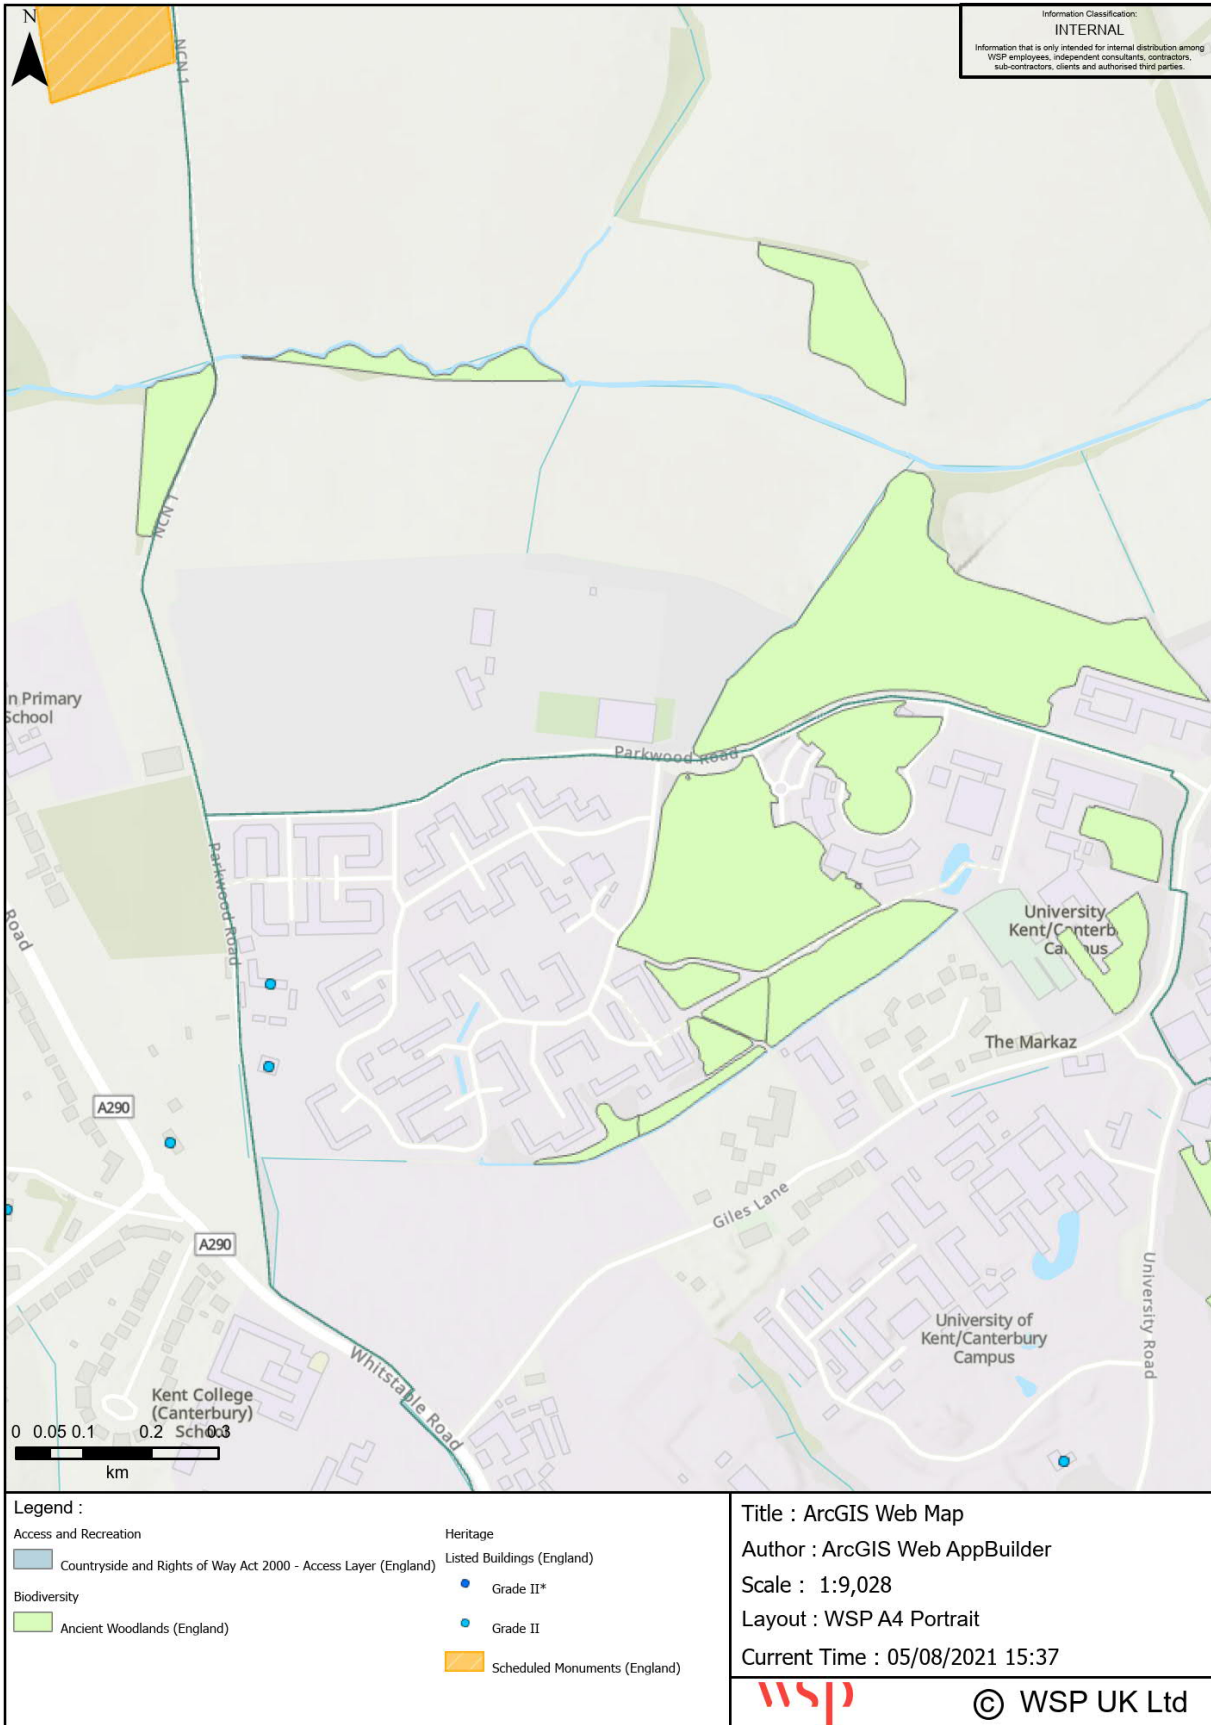 N
Information Classification:
INTERNAL
Information that is only intended for internal distribution among
WSP employees, independent consultants, contractors,
sub-contractors, clients and authorised third parties.
NCN 1
NCN 1
n Primary
School
Parkwood Road
Parkwood Road
Road
University
Kent/Canterb
Campus
The Markaz
A290
Giles Lane
A290
University Road
University of
Kent/Canterbury
Campus
Whitstable Road
Kent College
(Canterbury)
School
0 0.05 0.1 0.2 0.3
km
Legend :
Access and Recreation
Countryside and Rights of Way Act 2000 - Access Layer (England)
Biodiversity
Ancient Woodlands (England)
Heritage
Listed Buildings (England)
Grade II*
Grade II
Scheduled Monuments (England)
Title : ArcGIS Web Map
Author : ArcGIS Web AppBuilder
Scale : 1:9,028
Layout : WSP A4 Portrait
Current Time : 05/08/2021 15:37
wsp
© WSP UK Ltd